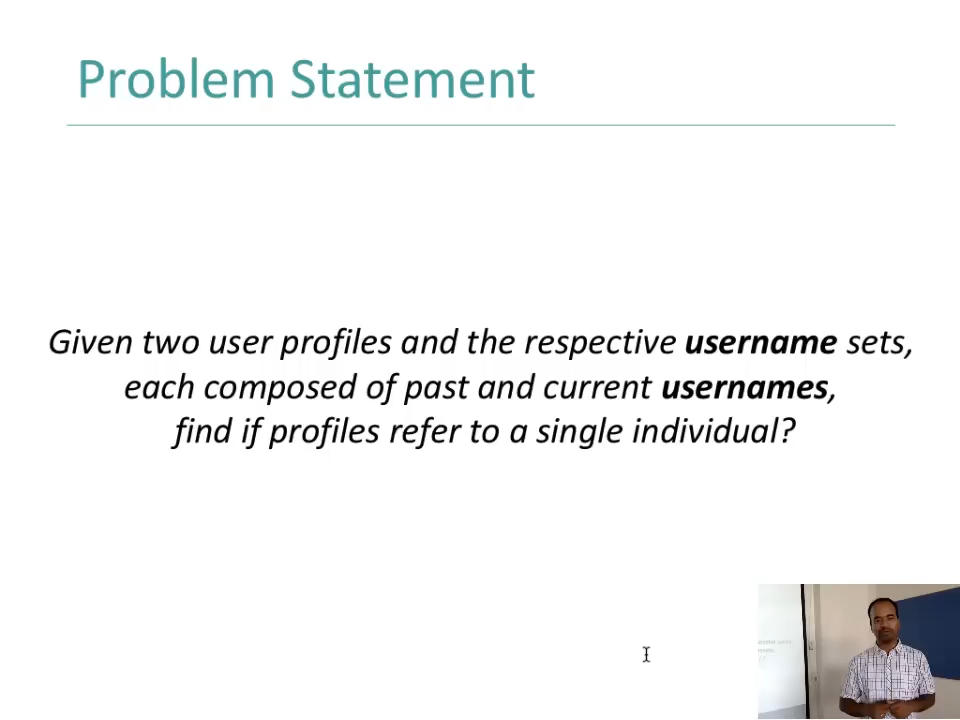 Problem Statement
Given two user profiles and the respective username sets,
each composed of past and current usernames,
find if profiles refer to a single individual?